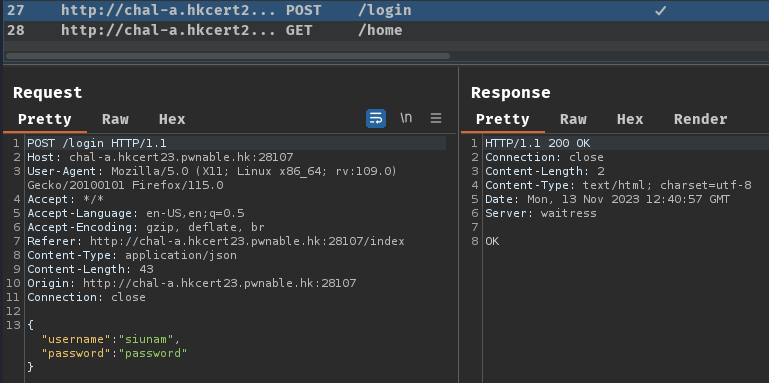 27 http://chal-a.hkcert2... POST /login
28 http://chal-a.hkcert2... GET /home
Request
Pretty Raw Hex \n
1 POST /login HTTP/1.1
2 Host: chal-a.hkcert23.pwnable.hk:28107
3 User-Agent: Mozilla/5.0 (X11; Linux x86_64; rv:109.0)
Gecko/20100101 Firefox/115.0
4 Accept: */*
5 Accept-Language: en-US,en;q=0.5
6 Accept-Encoding: gzip, deflate, br
7 Referer: http://chal-a.hkcert23.pwnable.hk:28107/index
8 Content-Type: application/json
9 Content-Length: 43
10 Origin: http://chal-a.hkcert23.pwnable.hk:28107
11 Connection: close
12
13 {
"username":"siunam",
"password":"password"
}
Response
Pretty Raw Hex Render
1 HTTP/1.1 200 OK
2 Connection: close
3 Content-Length: 2
4 Content-Type: text/html; charset=utf-8
5 Date: Mon, 13 Nov 2023 12:40:57 GMT
6 Server: waitress
7
8 OK